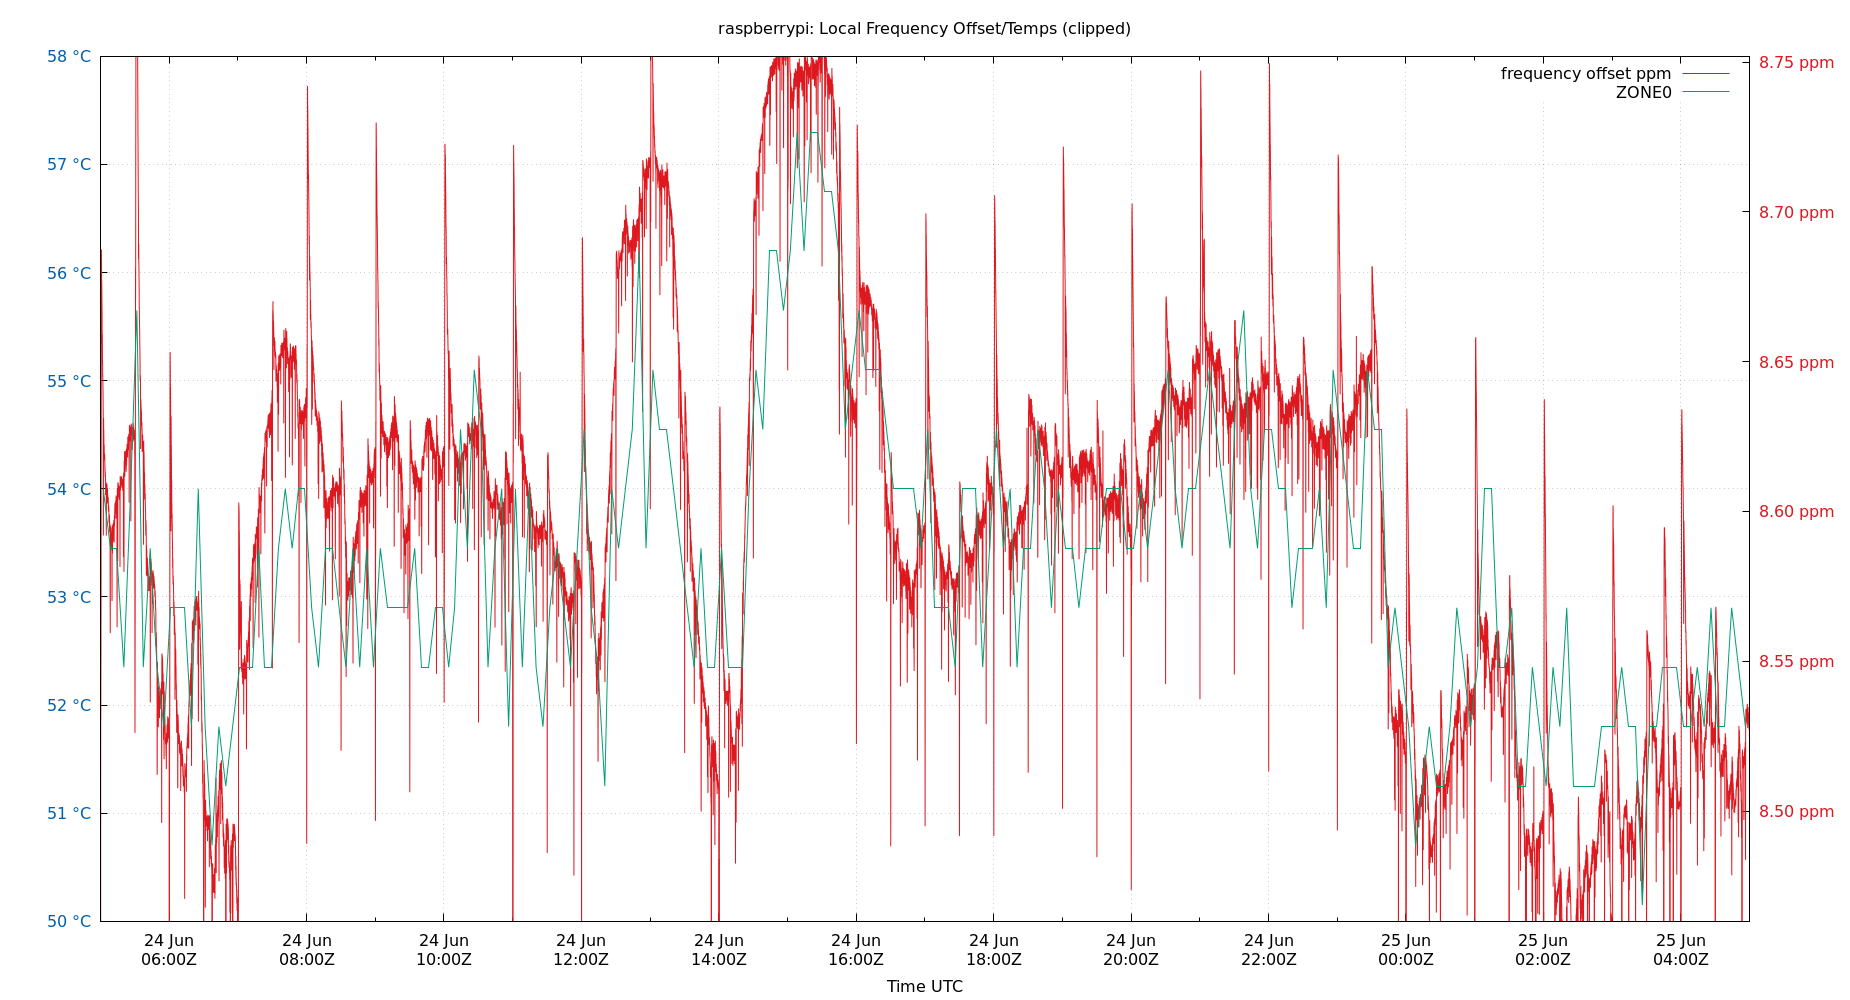 raspberrypi: Local Frequency Offset/Temps (clipped)
58 °C
57 °C
56 °C
55 °C
54 °C
53 °C
52 °C
51 °C
50 °C
frequency offset ppm
ZONE0
8.75 ppm
8.70 ppm
8.65 ppm
8.60 ppm
8.55 ppm
8.50 ppm
24 Jun 24 Jun 24 Jun 24 Jun 24 Jun 24 Jun 24 Jun 24 Jun 24 Jun 25 Jun 25 Jun 25 Jun
06:00Z 08:00Z 10:00Z 12:00Z 14:00Z 16:00Z 18:00Z 20:00Z 22:00Z 00:00Z 02:00Z 04:00Z
Time UTC